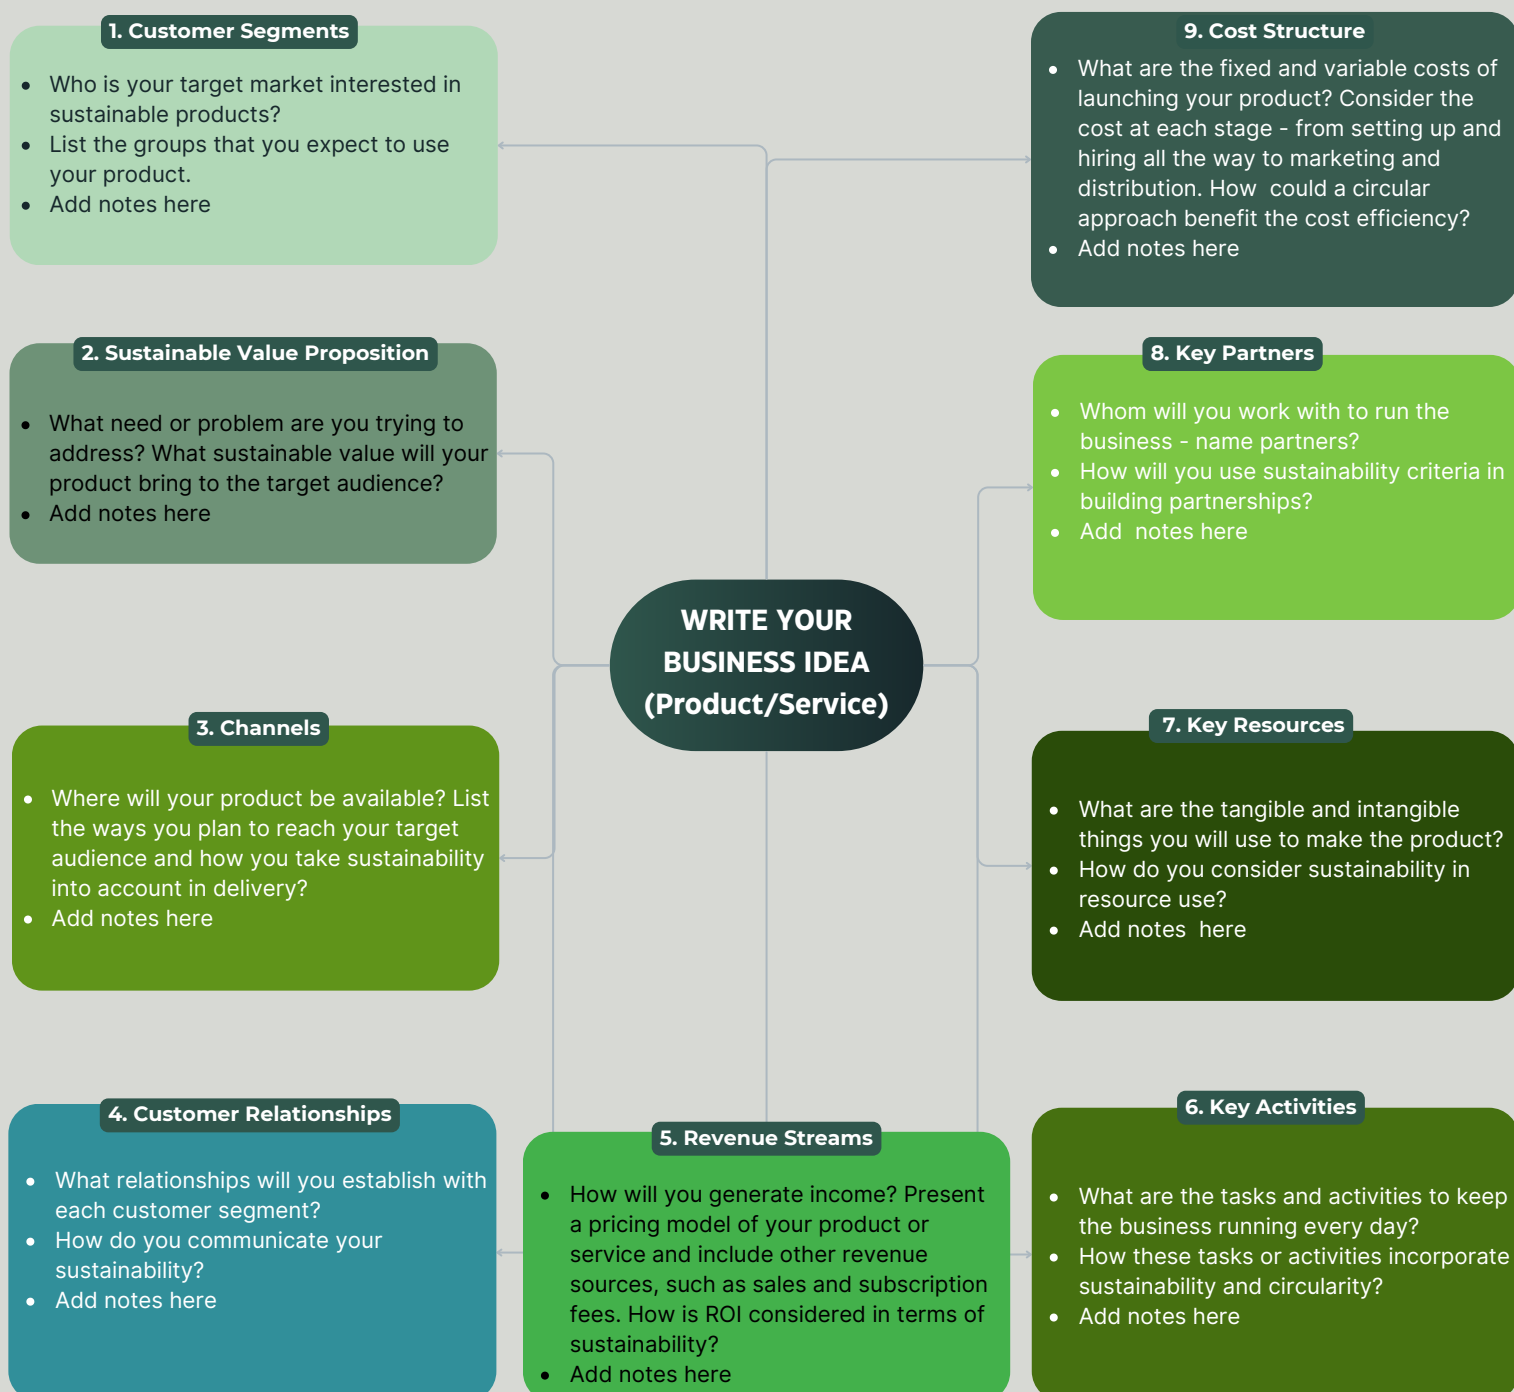 1. Customer Segments
• Who is your target market interested in
sustainable products?
• List the groups that you expect to use
your product.
• Add notes here
2. Sustainable Value Proposition
• What need or problem are you trying to
address? What sustainable value will your
product bring to the target audience?
• Add notes here
3. Channels
• Where will your product be available? List
the ways you plan to reach your target
audience and how you take sustainability
into account in delivery?
• Add notes here
4. Customer Relationships
• What relationships will you establish with
each customer segment?
• How do you communicate your
sustainability?
• Add notes here
WRITE YOUR
BUSINESS IDEA
(Product/Service)
5. Revenue Streams
• How will you generate income? Present
a pricing model of your product or
service and include other revenue
sources, such as sales and subscription
fees. How is ROI considered in terms of
sustainability?
• Add notes here
9. Cost Structure
• What are the fixed and variable costs of
launching your product? Consider the
cost at each stage - from setting up and
hiring all the way to marketing and
distribution. How  could a circular
approach benefit the cost efficiency?
• Add notes here
8. Key Partners
• Whom will you work with to run the
business - name partners?
• How will you use sustainability criteria in
building partnerships?
• Add  notes here
7. Key Resources
• What are the tangible and intangible
things you will use to make the product?
• How do you consider sustainability in
resource use?
• Add notes  here
6. Key Activities
• What are the tasks and activities to keep
the business running every day?
• How these tasks or activities incorporate
sustainability and circularity?
• Add notes here